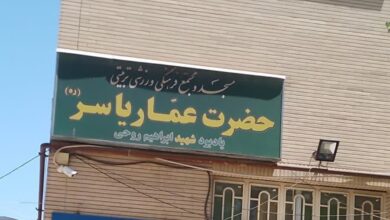 مسجد و مجتمع فرهنگی ورزشی تربیتی
حضرت عمار یاسر (ره)
یادبود شهید ابراهیم روحی